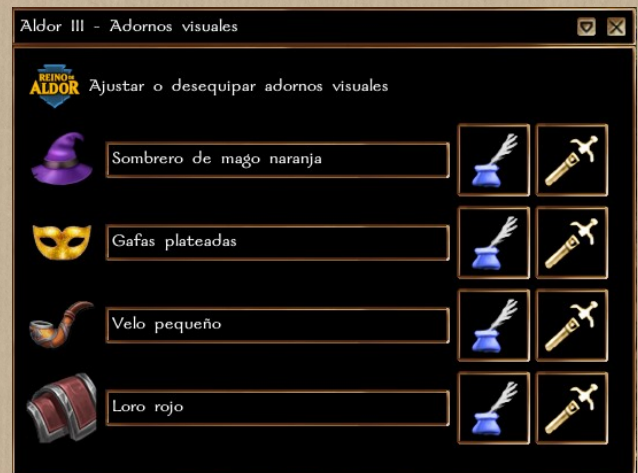 Aldor III - Adornos visuales
REINO DE
ALDOR
Ajustar o desequipar adornos visuales
Sombrero de mago naranja
Gafas plateadas
Velo pequeño
Loro rojo